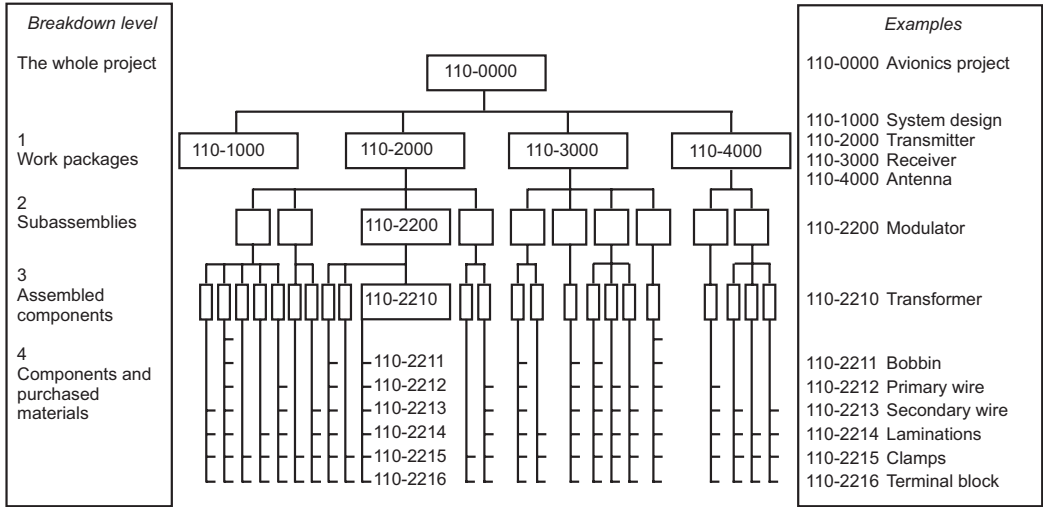 Breakdown level
The whole project
1
Work packages
2
Subassemblies
3
Assembled
components
4
Components and
purchased
materials
110-0000
110-1000
110-2000
110-3000
110-4000
110-2200
110-2210
110-2211
110-2212
110-2213
110-2214
110-2215
110-2216
Examples
110-0000 Avionics project
110-1000 System design
110-2000 Transmitter
110-3000 Receiver
110-4000 Antenna
110-2200 Modulator
110-2210 Transformer
110-2211 Bobbin
110-2212 Primary wire
110-2213 Secondary wire
110-2214 Laminations
110-2215 Clamps
110-2216 Terminal block